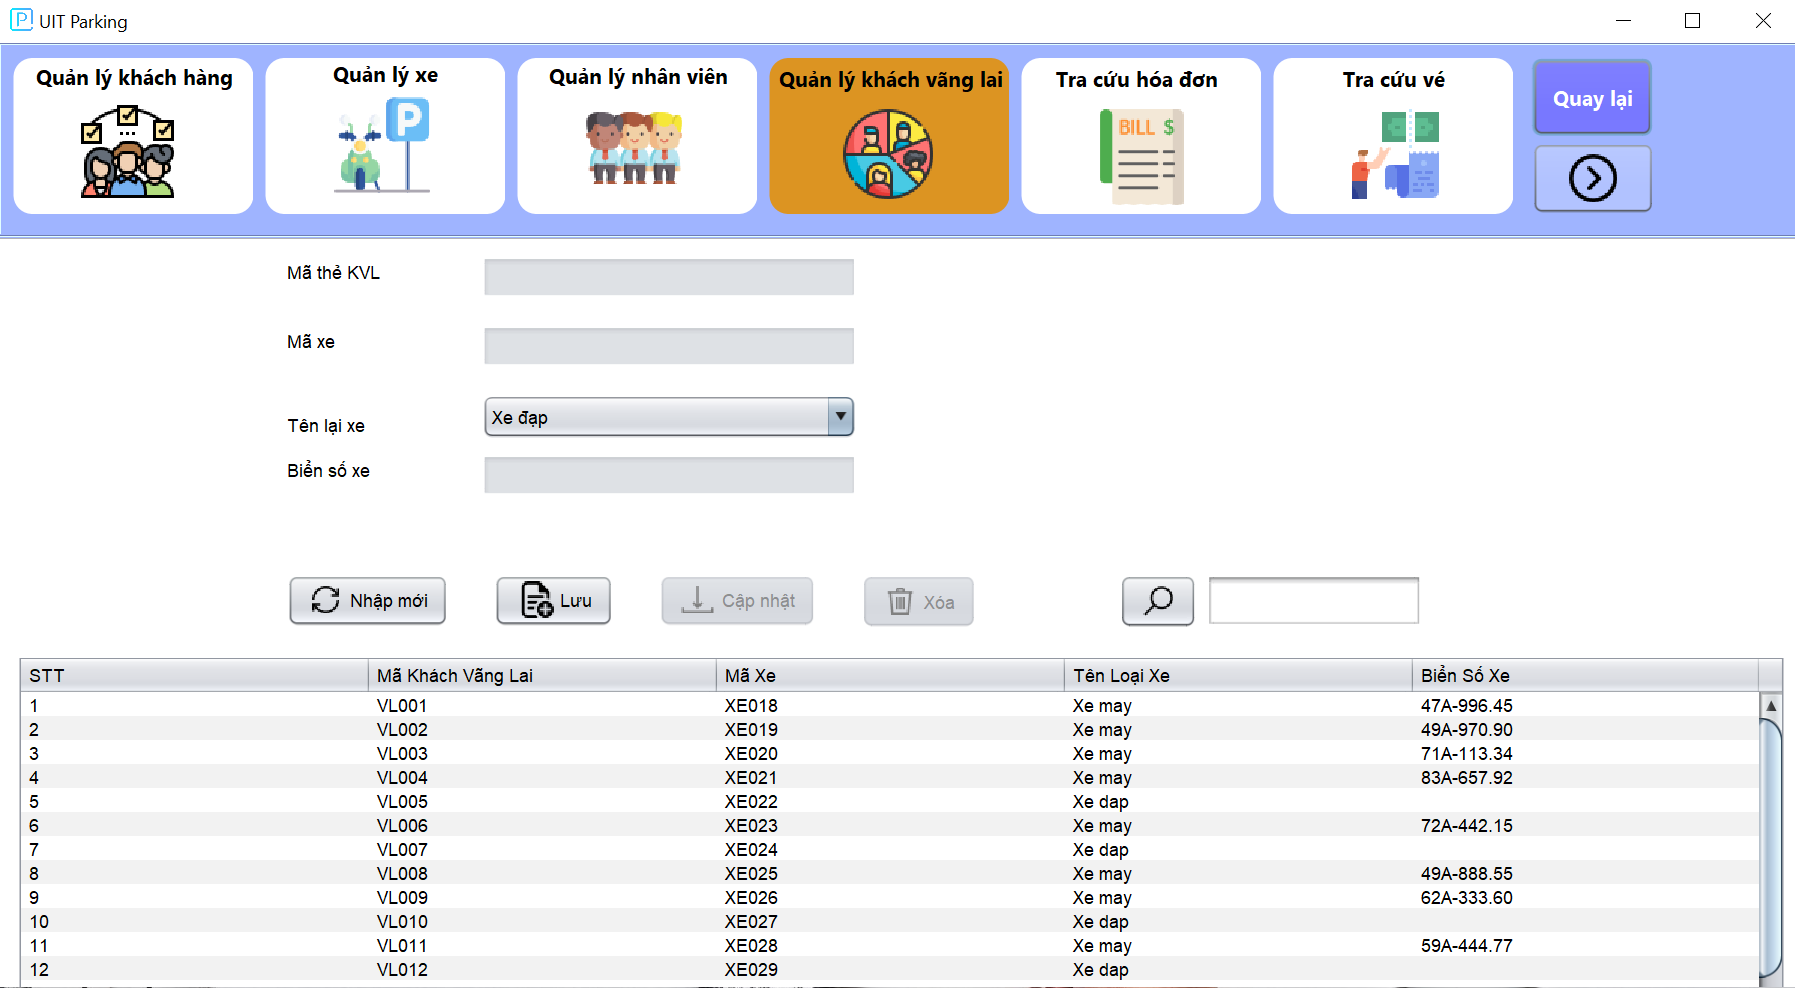 UIT Parking
Quản lý khách hàng
Quản lý xe
Quản lý nhân viên
Quản lý khách vãng lai
Tra cứu hóa đơn
Tra cứu vé
Quay lại
P
BILL $
Mã thẻ KVL
Mã xe
Tên lại xe
Xe đạp
Biển số xe
Nhập mới
Lưu
Cập nhật
Xóa
STT Mã Khách Vãng Lai Mã Xe Tên Loại Xe Biển Số Xe
1 VL001 XE018 Xe may 47A-996.45
2 VL002 XE019 Xe may 49A-970.90
3 VL003 XE020 Xe may 71A-113.34
4 VL004 XE021 Xe may 83A-657.92
5 VL005 XE022 Xe dap
6 VL006 XE023 Xe may 72A-442.15
7 VL007 XE024 Xe dap
8 VL008 XE025 Xe may 49A-888.55
9 VL009 XE026 Xe may 62A-333.60
10 VL010 XE027 Xe dap
11 VL011 XE028 Xe may 59A-444.77
12 VL012 XE029 Xe dap